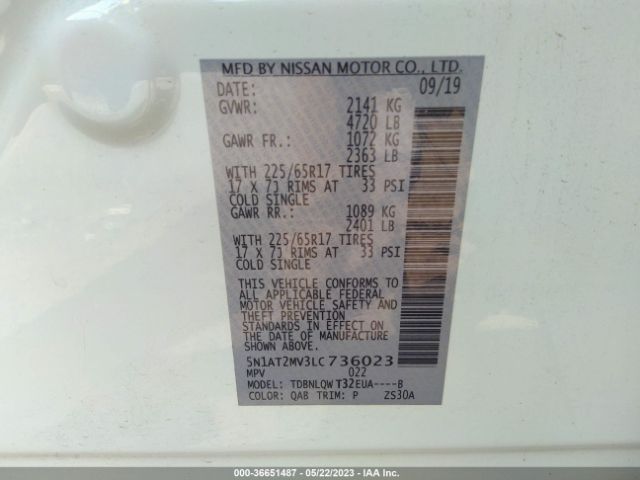 MFD BY NISSAN MOTOR CO., LTD.
DATE: 09/19
GVWR: 2141 KG
4720 LB
GAWR FR.: 1072 KG
2363 LB
WITH 225/65R17 TIRES
17 X 7J RIMS AT 33 PSI
COLD SINGLE
GAWR RR.: 1089 KG
2401 LB
WITH 225/65R17 TIRES
17 X 7J RIMS AT 33 PSI
COLD SINGLE
THIS VEHICLE CONFORMS TO
ALL APPLICABLE FEDERAL
MOTOR VEHICLE SAFETY AND
THEFT PREVENTION
STANDARDS IN EFFECT ON
THE DATE OF MANUFACTURE
SHOWN ABOVE.
5N1AT2MV3LC736023
MPV 022
MODEL: TDBNLQW T32EUA----B
COLOR: QAB TRIM: P ZS30A
000-36651487 - 05/22/2023 - IAA Inc.